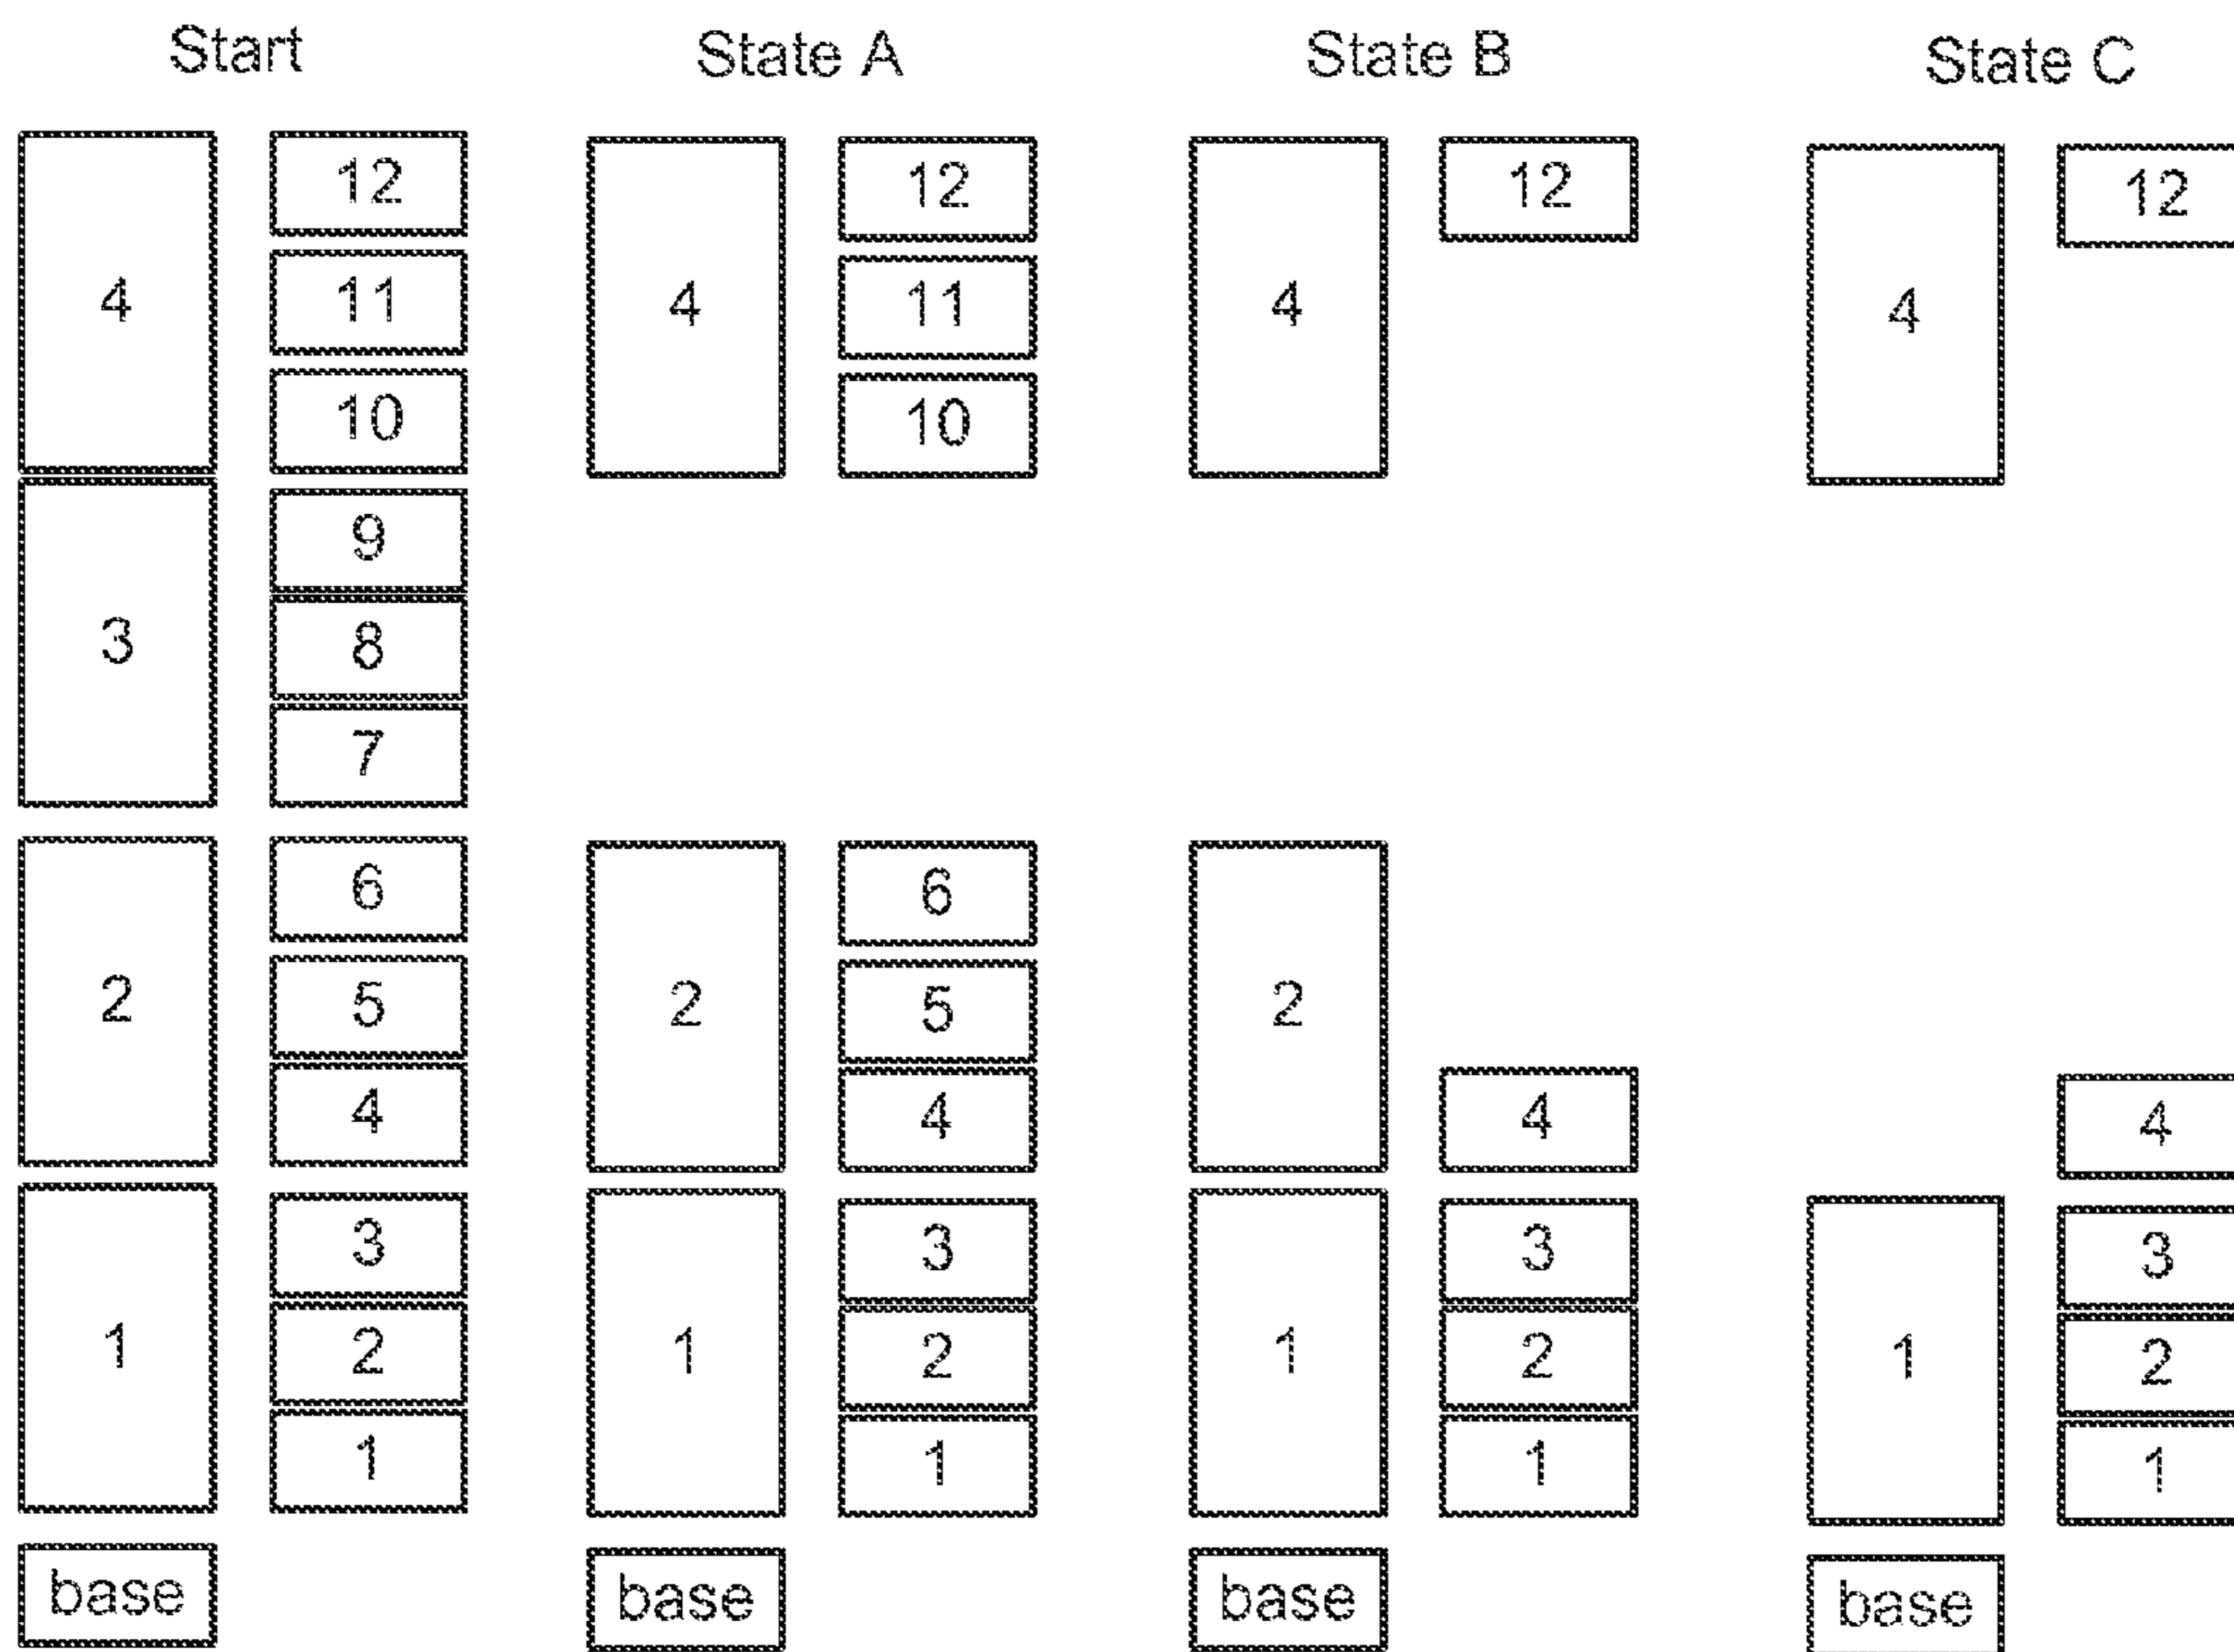 Start State A State B State C
12 12 12 12
4 11 4 11 4 4
10 10
9
3 8
7
6 6
2 5 2 5 2
4 4 4 4
3 3 3 3
1 2 1 2 1 2 1 2
1 1 1 1
base base base base